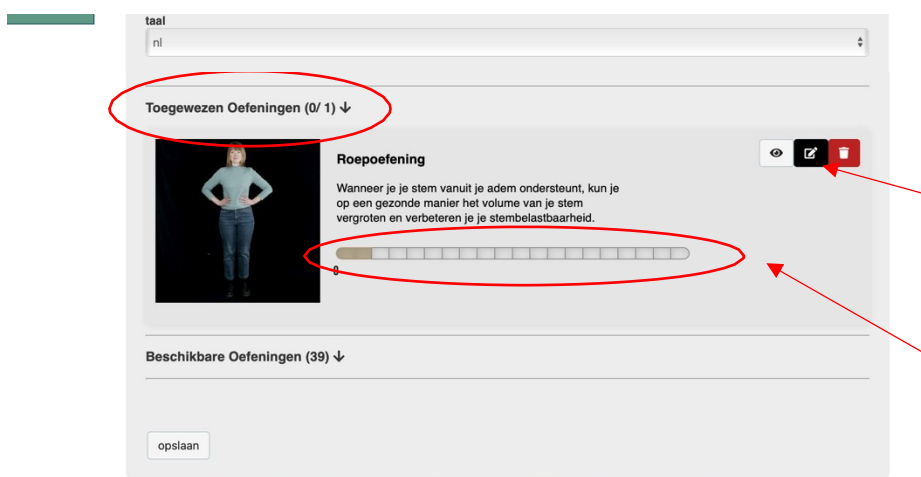 taal
nl
Toegewezen Oefeningen (0/ 1)
Roepoefening
Wanneer je je stem vanuit je adem ondersteunt, kun je
op een gezonde manier het volume van je stem
vergroten en verbeteren je je stembelastbaarheid.
Beschikbare Oefeningen (39)
opslaan